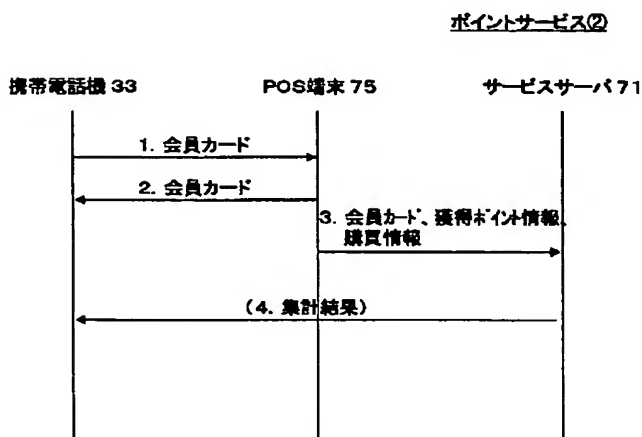 ポイントサービス②
携帯電話機 33
POS端末 75
サービスサーバ 71
1. 会員カード
2. 会員カード
3. 会員カード、獲得ポイント情報、
購買情報
(4. 集計結果)